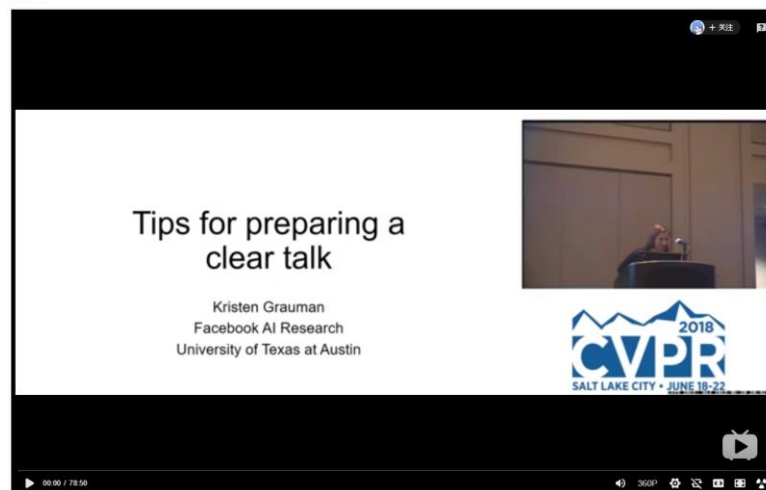 + 关注
Tips for preparing a
clear talk
Kristen Grauman
Facebook AI Research
University of Texas at Austin
2018
CVPR
SALT LAKE CITY • JUNE 18-22
00:00 / 78:50
360P